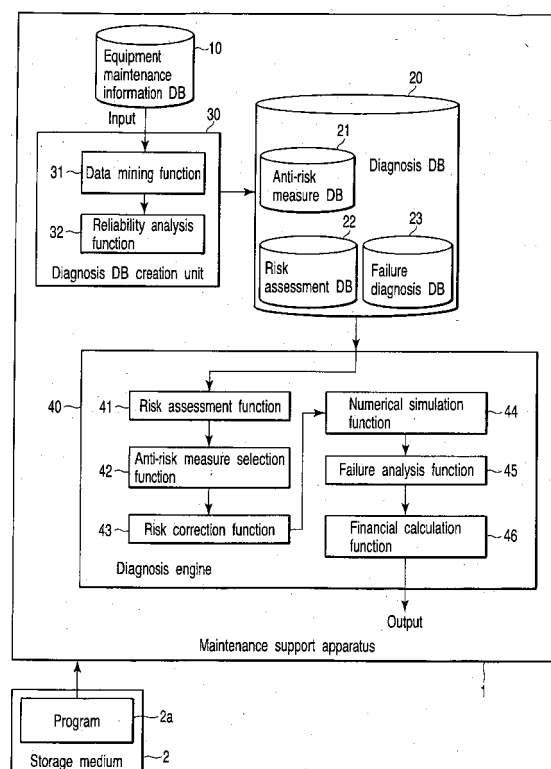 10
Equipment
maintenance
information DB
Input
30
31
Data mining function
32
Reliability analysis
function
Diagnosis DB creation unit
20
21
Anti-risk
measure DB
Diagnosis DB
22
Risk
assessment DB
23
Failure
diagnosis DB
40
41
Risk assessment function
42
Anti-risk measure selection
function
43
Risk correction function
Numerical simulation
function
44
Failure analysis function
45
Financial calculation
function
46
Diagnosis engine
Output
Maintenance support apparatus
1
Program
2a
Storage medium
2